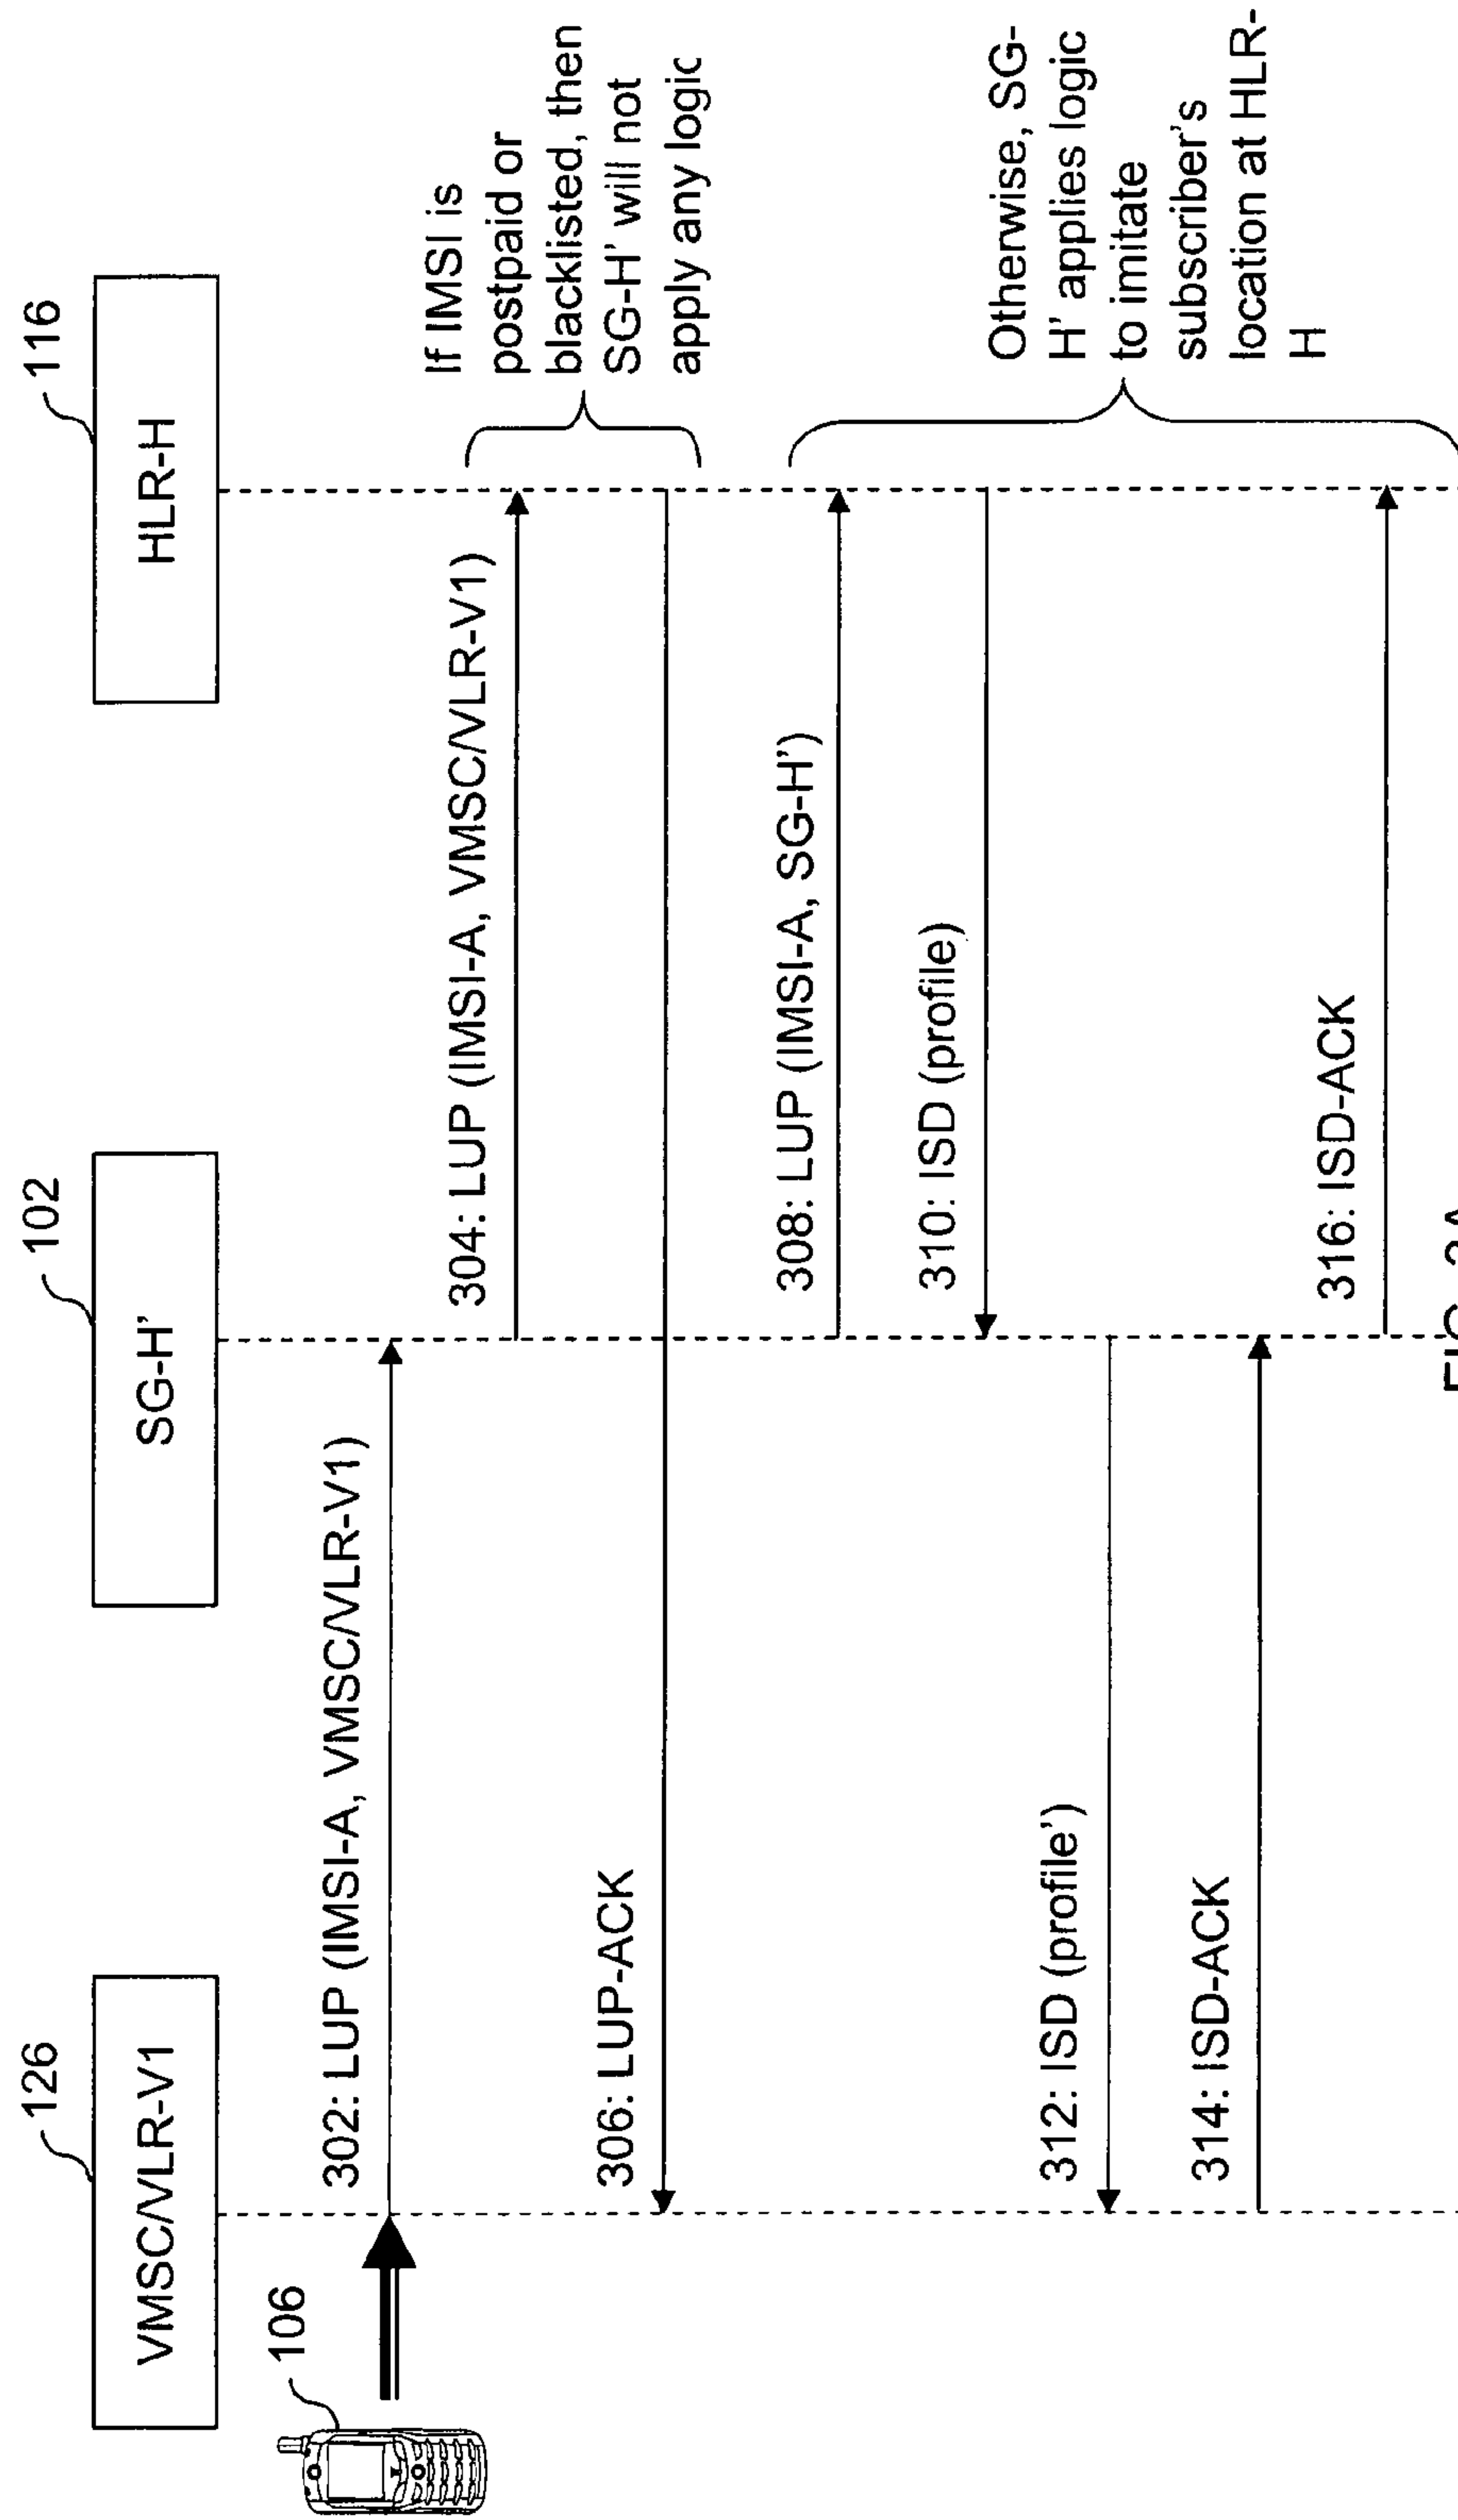 126
102
116
VMSC/VLR-V1
SG-H'
HLR-H
106
302: LUP (IMSI-A, VMSC/VLR-V1)
304: LUP (IMSI-A, VMSC/VLR-V1)
If IMSI is
postpaid or
blacklisted, then
SG-H' will not
apply any logic
306: LUP-ACK
308: LUP (IMSI-A, SG-H')
310: ISD (profile)
Otherwise, SG-
H' applies logic
to imitate
subscriber's
location at HLR-
H
312: ISD (profile')
314: ISD-ACK
316: ISD-ACK